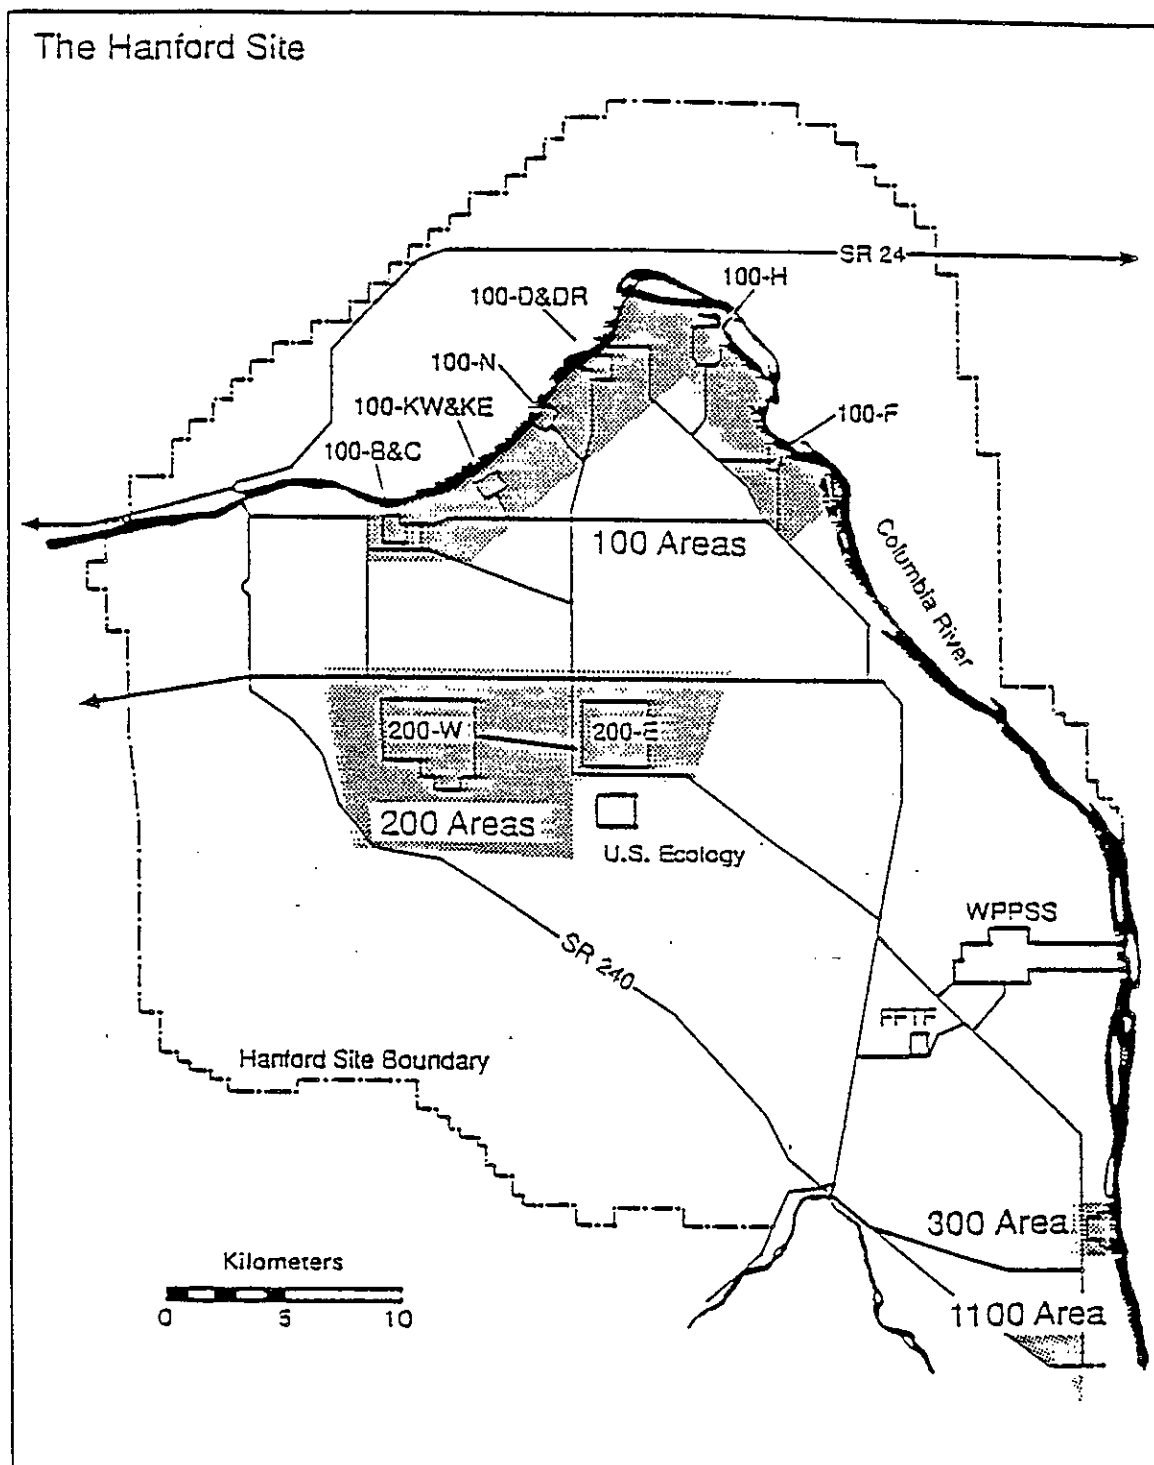 The Hanford Site
SR 24
100-H
100-D&DR
100-N
100-F
100-KW&KE
100-B&C
100 Areas
Columbia River
200-W
200-E
200 Areas
U.S. Ecology
WPPSS
SR 240
FFTF
Hanford Site Boundary
300 Area
Kilometers
0 5 10
1100 Area